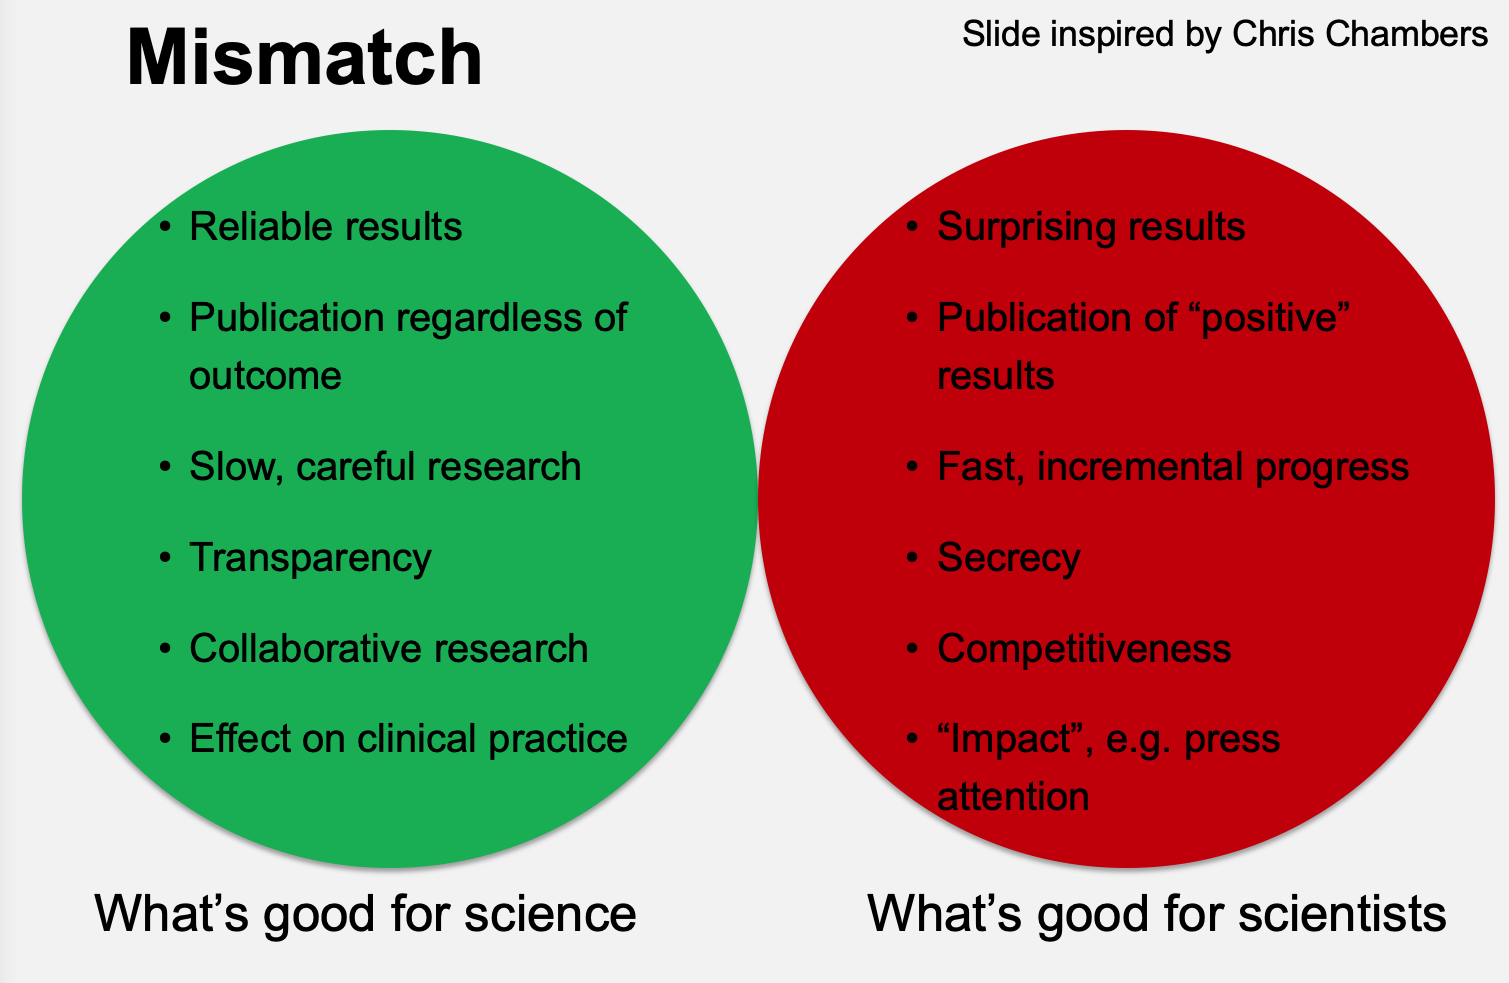 Mismatch
Slide inspired by Chris Chambers
• Reliable results
• Publication regardless of
outcome
• Slow, careful research
• Transparency
• Collaborative research
• Effect on clinical practice
What’s good for science
• Surprising results
• Publication of “positive”
results
• Fast, incremental progress
• Secrecy
• Competitiveness
• “Impact”, e.g. press
attention
What’s good for scientists